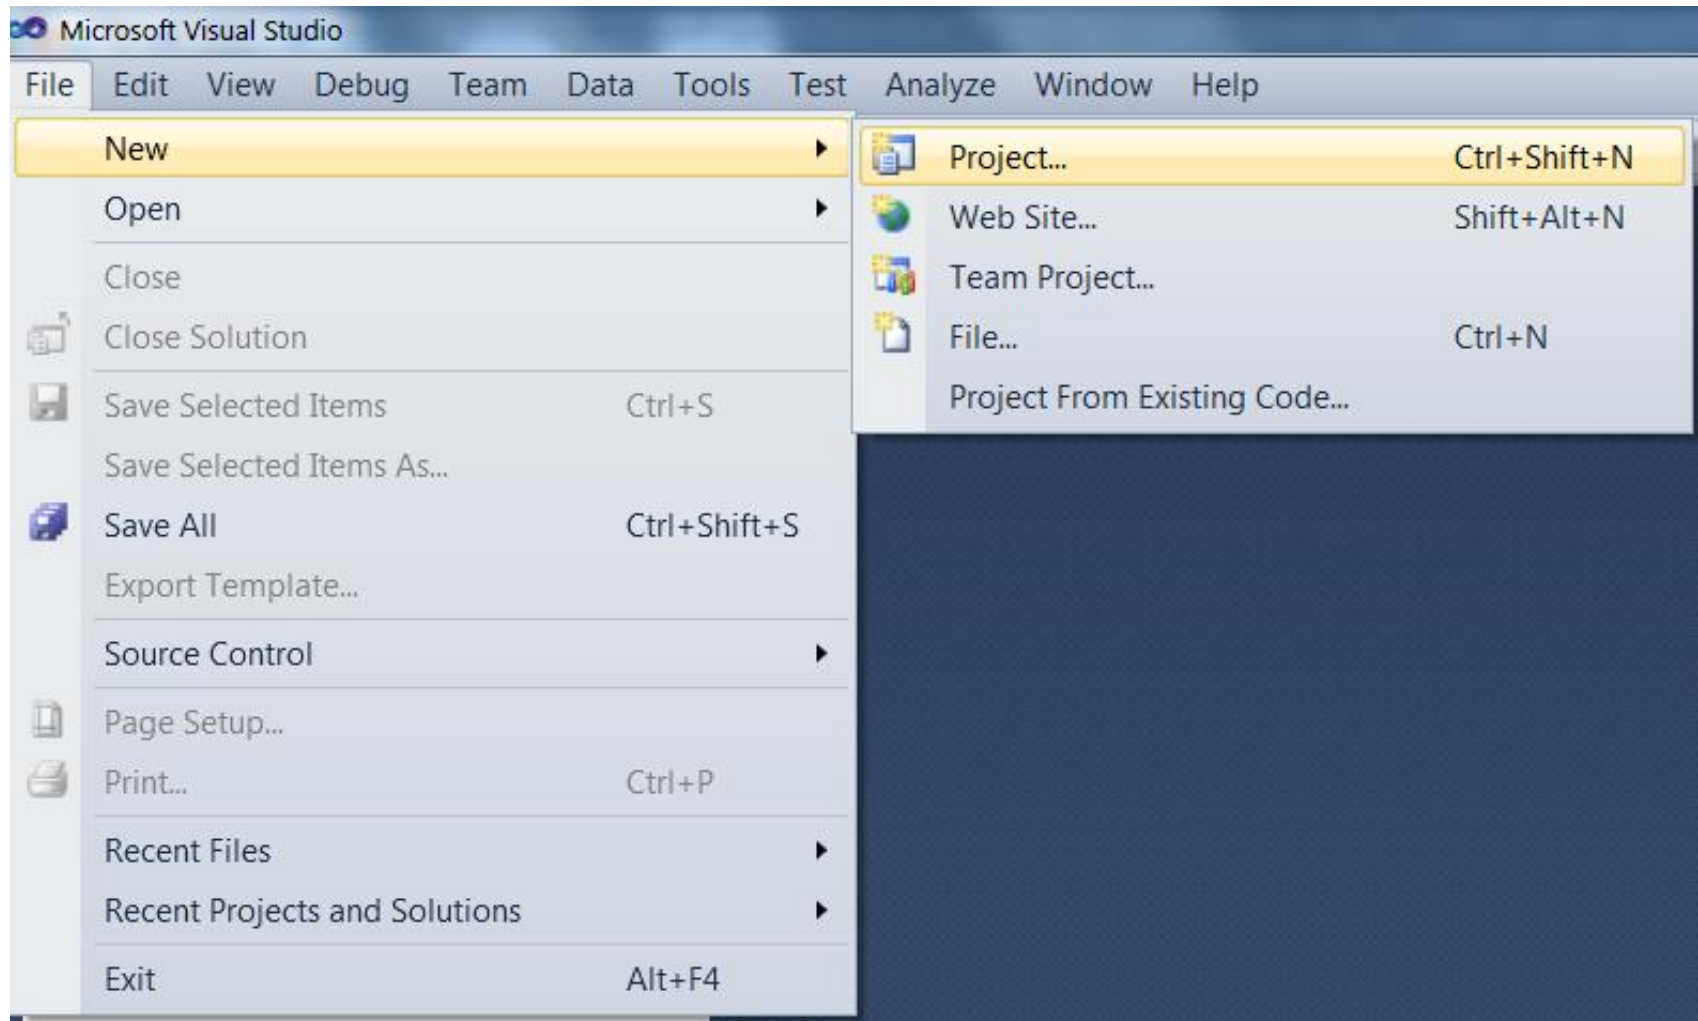 Microsoft Visual Studio
File Edit View Debug Team Data Tools Test Analyze Window Help
New
Open
Close
Close Solution
Save Selected Items Ctrl+S
Save Selected Items As...
Save All Ctrl+Shift+S
Export Template...
Source Control
Page Setup...
Print... Ctrl+P
Recent Files
Recent Projects and Solutions
Exit Alt+F4
Project... Ctrl+Shift+N
Web Site... Shift+Alt+N
Team Project...
File... Ctrl+N
Project From Existing Code...